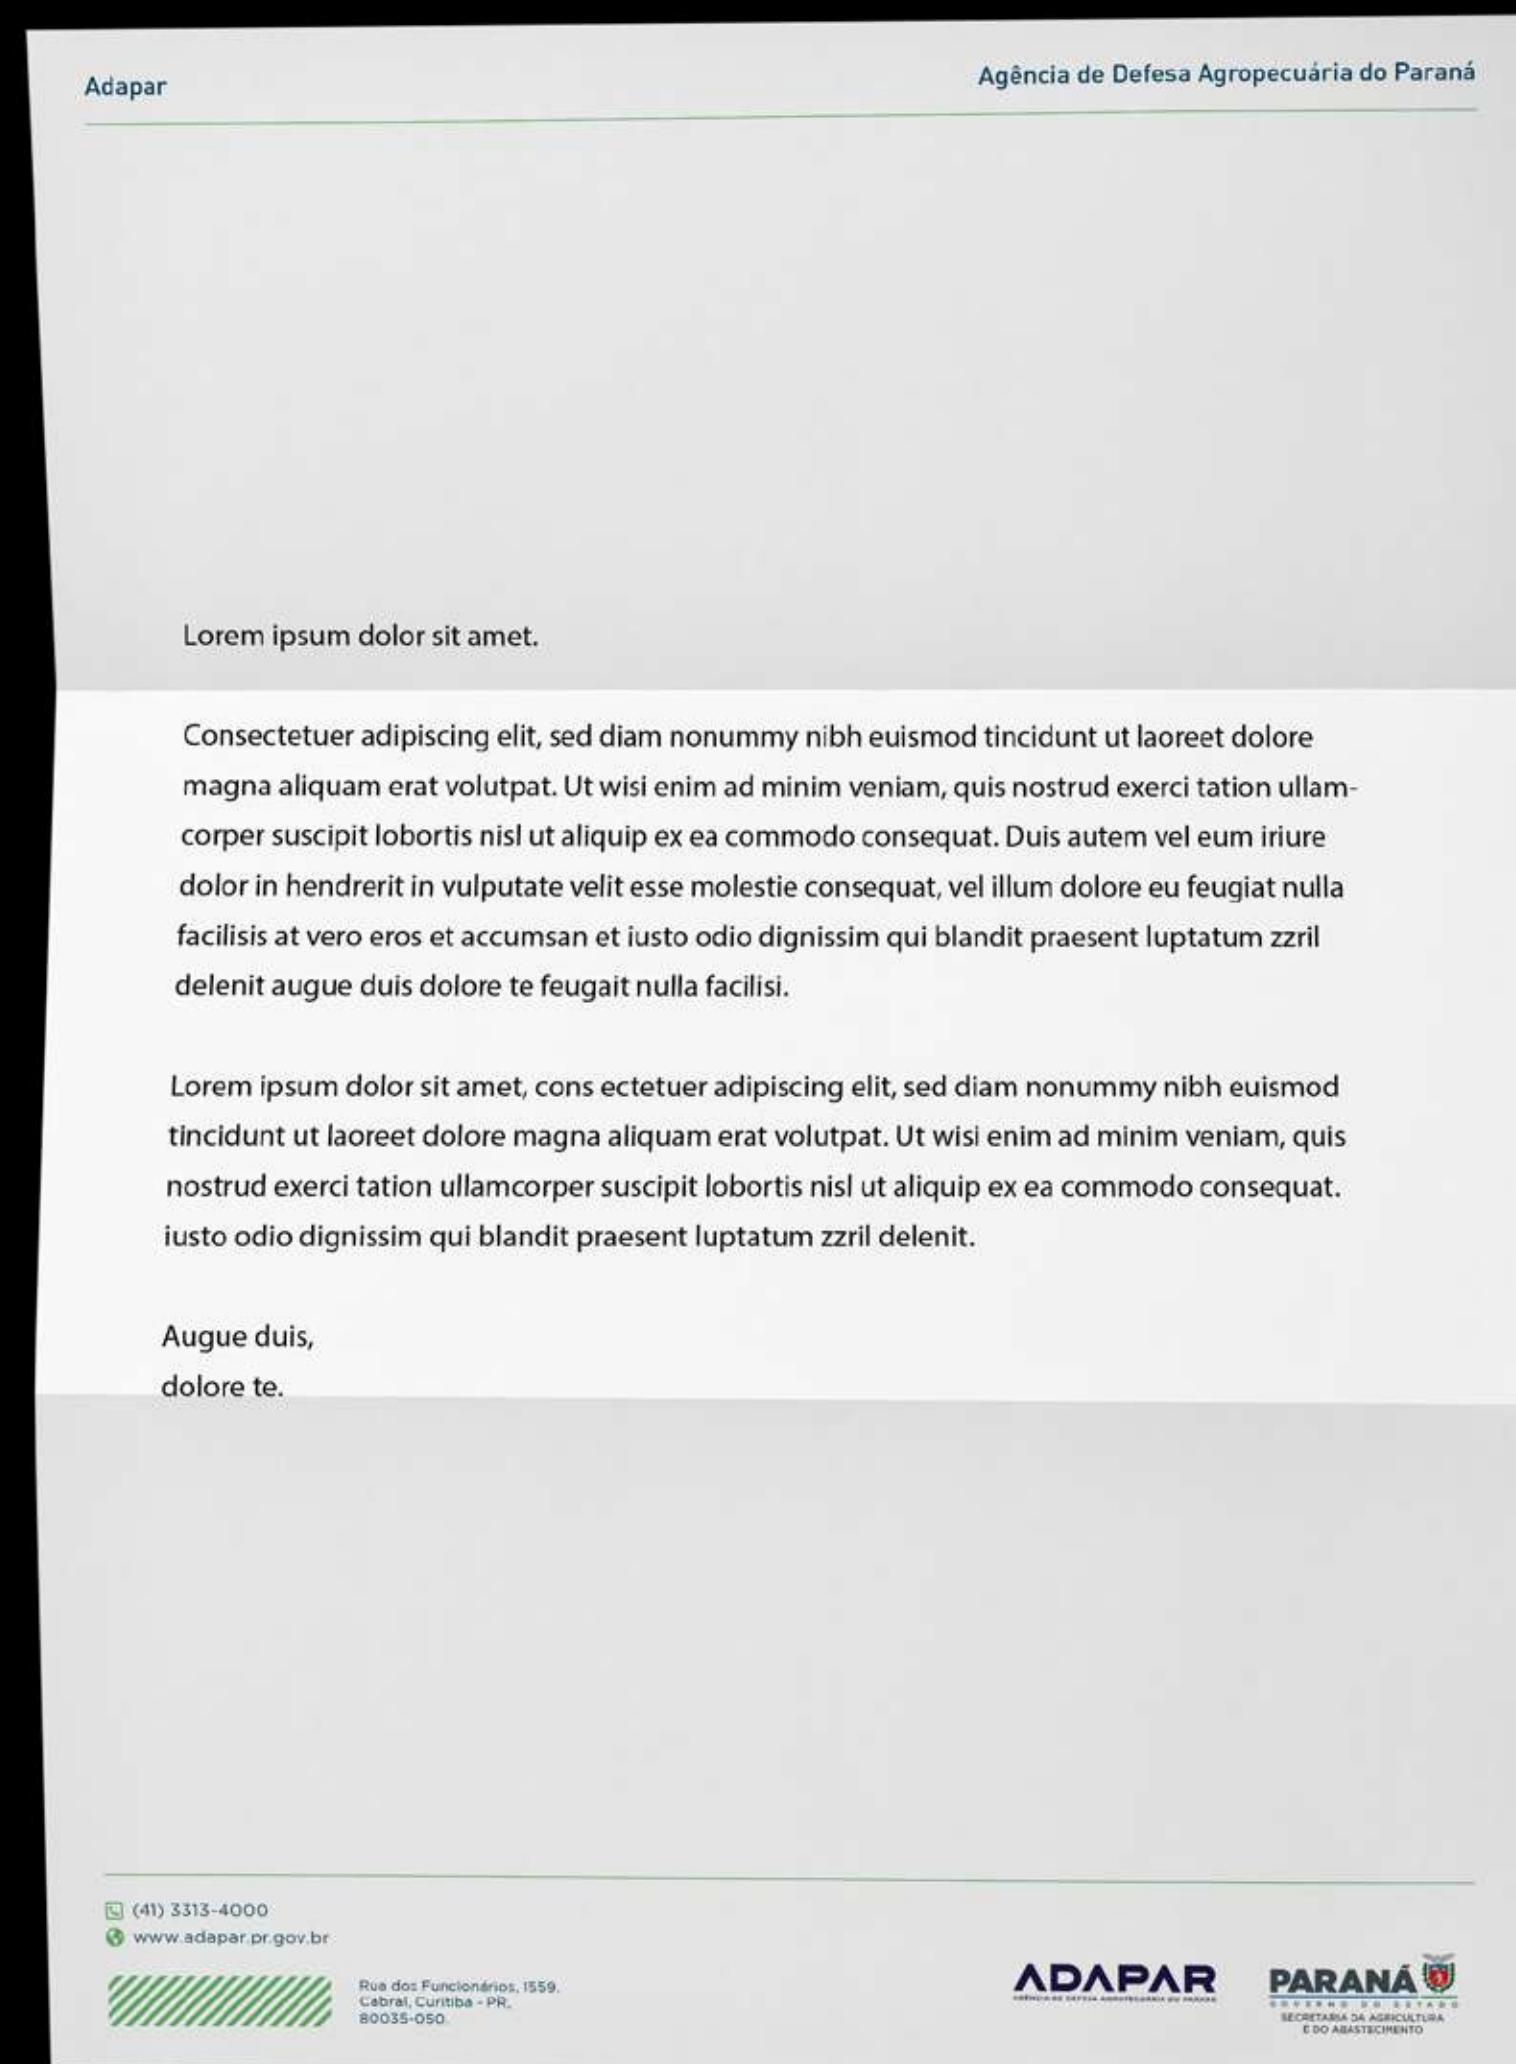 Adapar
Agência de Defesa Agropecuária do Paraná
Lorem ipsum dolor sit amet.
Consectetuer adipiscing elit, sed diam nonummy nibh euismod tincidunt ut laoreet dolore
magna aliquam erat volutpat. Ut wisi enim ad minim veniam, quis nostrud exerci tation ullam-
corper suscipit lobortis nisl ut aliquip ex ea commodo consequat. Duis autem vel eum iriure
dolor in hendrerit in vulputate velit esse molestie consequat, vel illum dolore eu feugiat nulla
facilisis at vero eros et accumsan et iusto odio dignissim qui blandit praesent luptatum zzril
delenit augue duis dolore te feugait nulla facilisi.
Lorem ipsum dolor sit amet, cons ectetuer adipiscing elit, sed diam nonummy nibh euismod
tincidunt ut laoreet dolore magna aliquam erat volutpat. Ut wisi enim ad minim veniam, quis
nostrud exerci tation ullamcorper suscipit lobortis nisl ut aliquip ex ea commodo consequat.
iusto odio dignissim qui blandit praesent luptatum zzril delenit.
Augue duis,
dolore te.
(41) 3313-4000
www.adapar.pr.gov.br
Rua dos Funcionários, 1559,
Cabral, Curitiba - PR,
80035-050.
ADAPAR
AGÊNCIA DE DEFESA AGROPECUÁRIA DO PARANÁ
PARANÁ
GOVERNO DO ESTADO
SECRETARIA DA AGRICULTURA
E DO ABASTECIMENTO